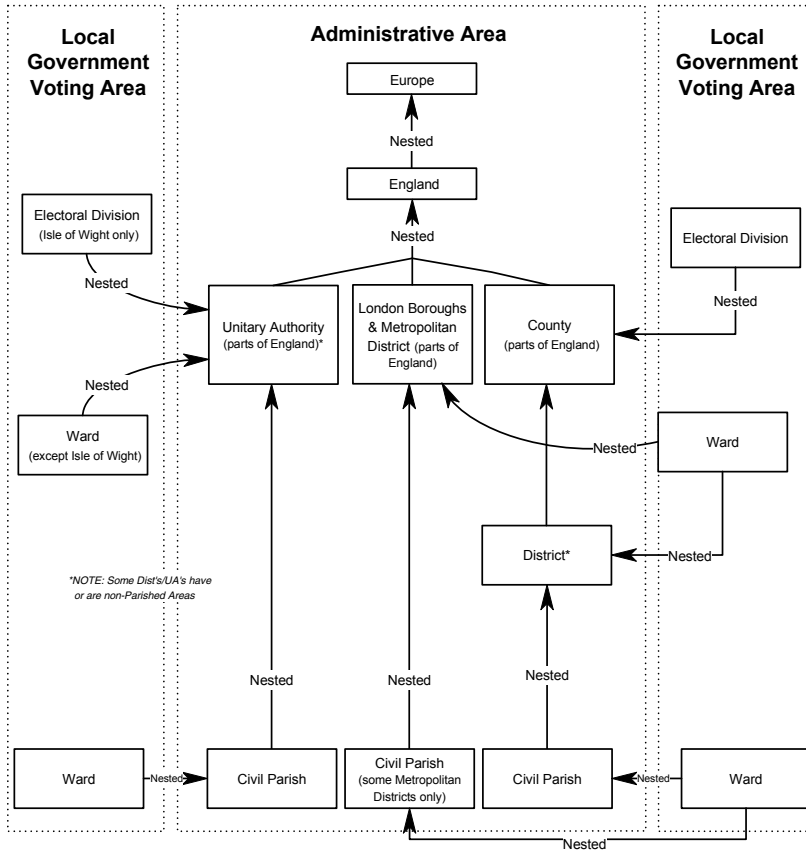 Local
Government
Voting Area
Administrative Area
Local
Government
Voting Area
Europe
Nested
England
Nested
Electoral Division
(Isle of Wight only)
Electoral Division
Nested
Nested
Unitary Authority
(parts of England)*
London Boroughs
& Metropolitan
District (parts of
England)
County
(parts of England)
Nested
Ward
(except Isle of Wight)
Nested
Ward
District*
Nested
*NOTE: Some Dist's/UA's have
or are non-Parished Areas
Nested
Nested
Nested
Ward
Nested
Civil Parish
Civil Parish
(some Metropolitan
Districts only)
Civil Parish
Nested
Ward
Nested